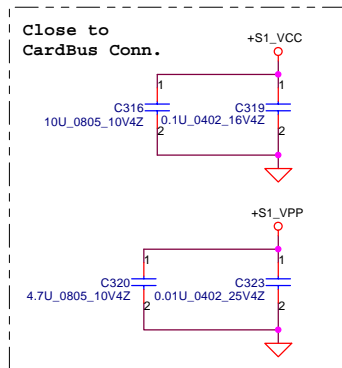 Close to
CardBus Conn.
+S1_VCC
1
1
C316
C319
10U_0805_10V4Z
0.1U_0402_16V4Z
2
2
+S1_VPP
1
1
C320
C323
4.7U_0805_10V4Z
0.01U_0402_25V4Z
2
2